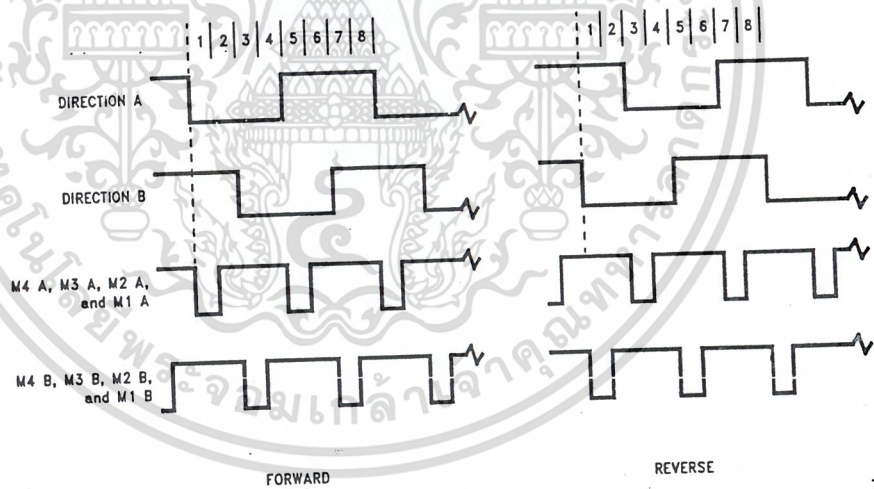 1 | 2 | 3 | 4 | 5 | 6 | 7 | 8 |
1 | 2 | 3 | 4 | 5 | 6 | 7 | 8 |
DIRECTION A
DIRECTION B
M4 A, M3 A, M2 A,
and M1 A
M4 B, M3 B, M2 B,
and M1 B
FORWARD
REVERSE